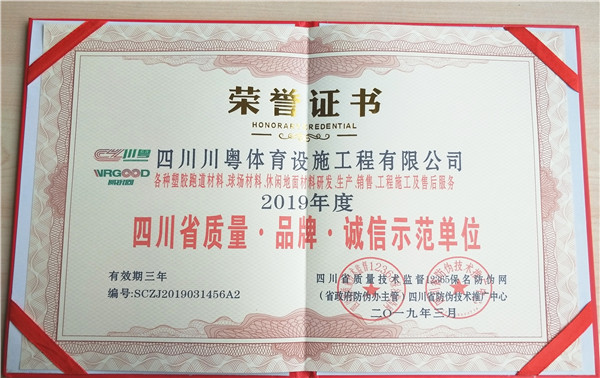 荣誉证书
HONORARY CREDENTIAL
川粤
WRGOOD
四川川粤体育设施工程有限公司
各种塑胶跑道材料.球场材料.休闲地面材料研发.生产.销售.工程施工及售后服务
2019年度
四川省质量·品牌·诚信示范单位
有效期三年
编号:SCZJ2019031456A2
四川省质量技术监督12365保名防伪网
(省政府防伪办主管)四川省防伪技术推广中心
二〇一九年三月